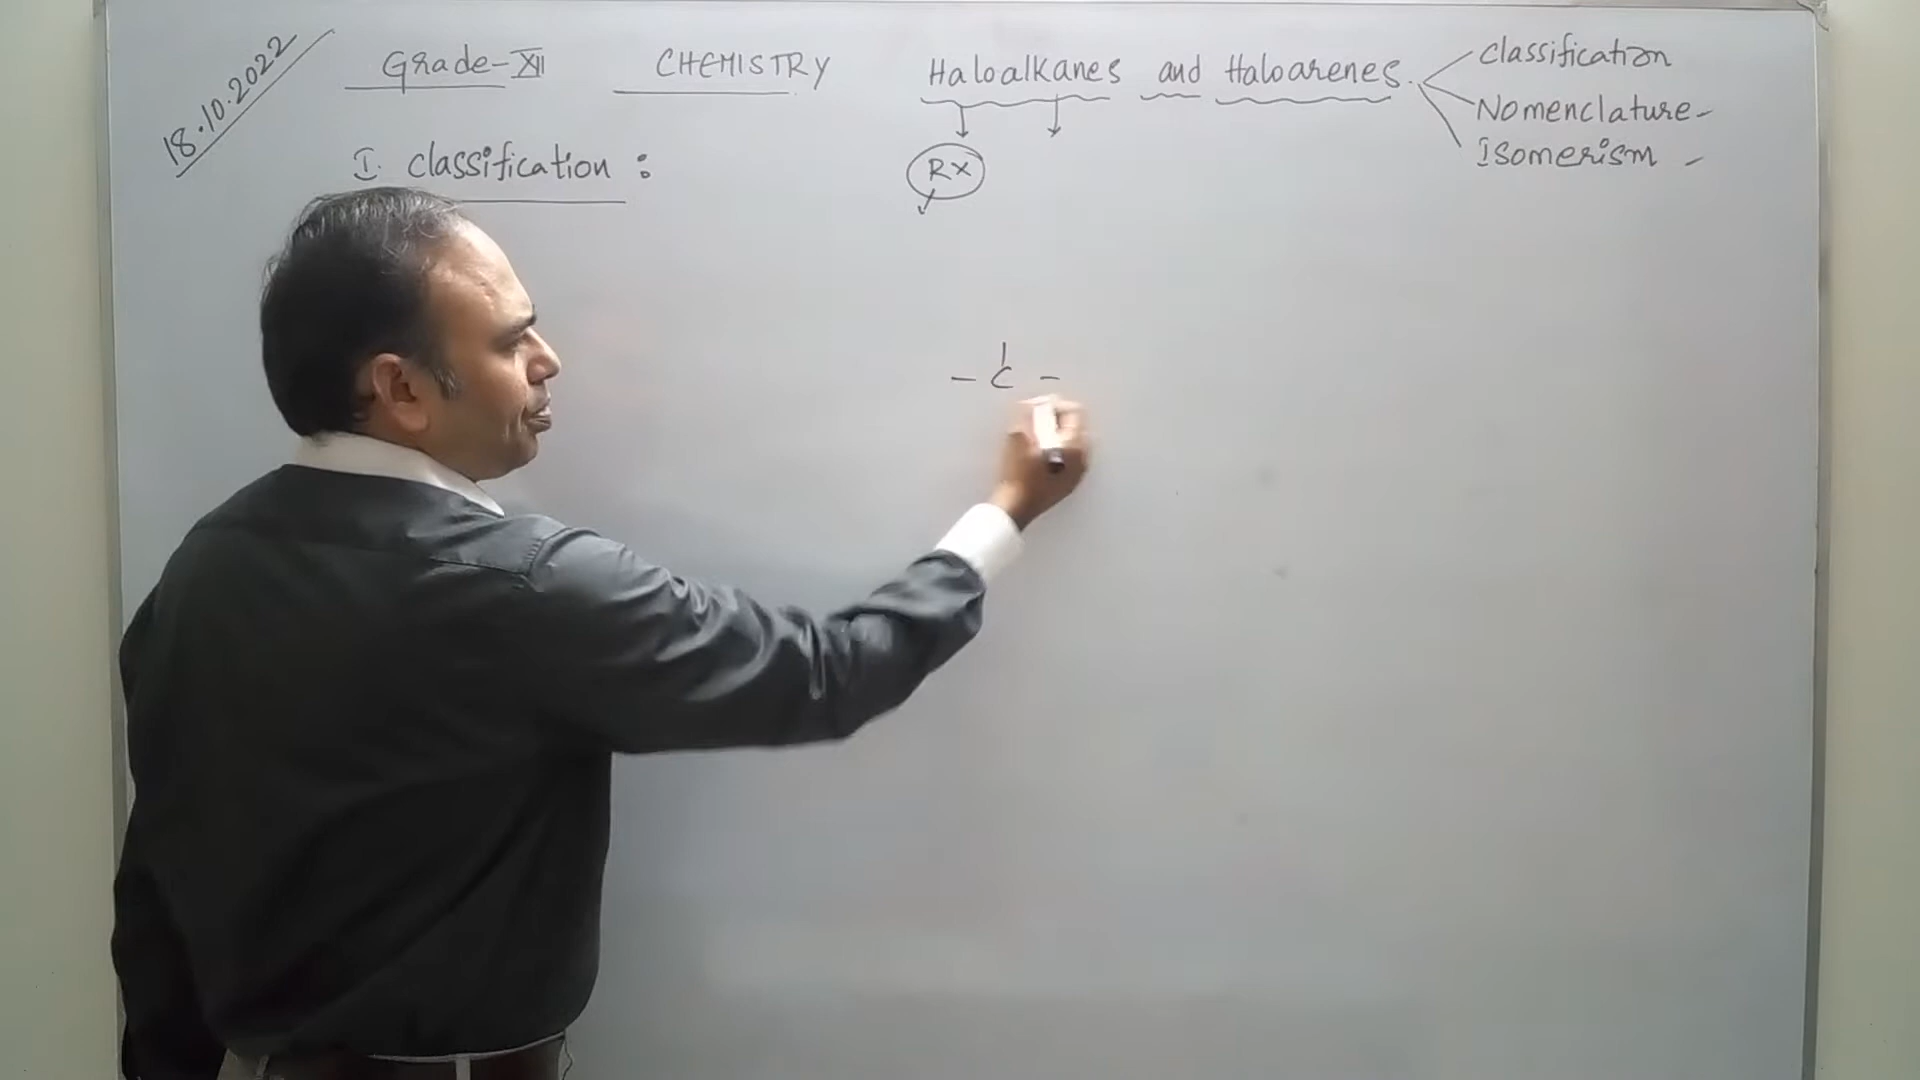 18.10.2022
Grade-XII CHEMISTRY Haloalkanes and Haloarenes.
Classification
Nomenclature-
Isomerism -
I. Classification :
RX
- C -